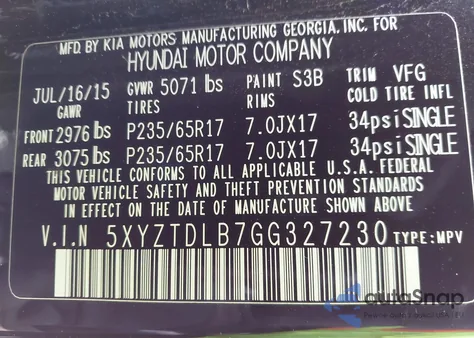 MFD. BY KIA MOTORS MANUFACTURING GEORGIA, INC. FOR
HYUNDAI MOTOR COMPANY
JUL/16/15 GVWR 5071 lbs PAINT S3B TRIM VFG
GAWR TIRES RIMS COLD TIRE INFL
FRONT 2976 lbs P235/65R17 7.0JX17 34psi SINGLE
REAR 3075 lbs P235/65R17 7.0JX17 34psi SINGLE
THIS VEHICLE CONFORMS TO ALL APPLICABLE U.S.A. FEDERAL
MOTOR VEHICLE SAFETY AND THEFT PREVENTION STANDARDS
IN EFFECT ON THE DATE OF MANUFACTURE SHOWN ABOVE
V.I.N 5XYZTDLB7GG327230 TYPE: MPV
autaSnap